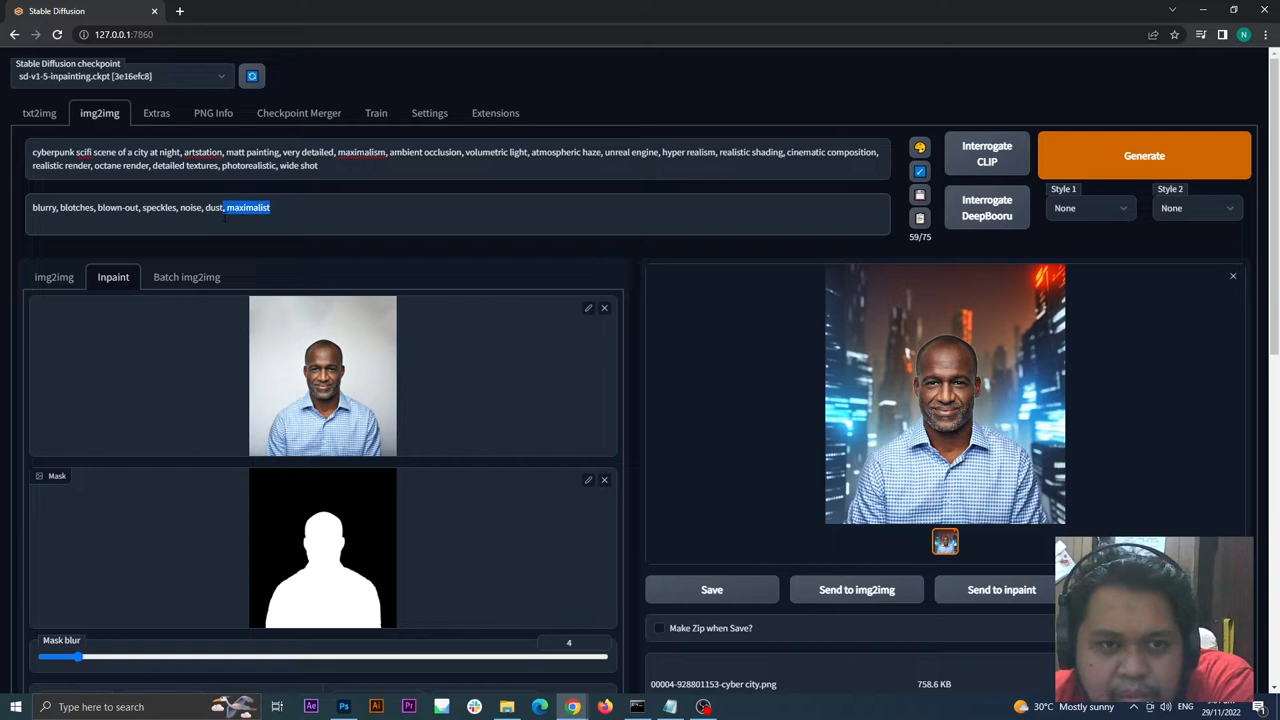 Stable Diffusion
127.0.0.1:7860
N
Stable Diffusion checkpoint
sd-v1-5-inpainting.ckpt [3e16efc8]
txt2img img2img Extras PNG Info Checkpoint Merger Train Settings Extensions
cyberpunk scifi scene of a city at night, artstation, matt painting, very detailed, maximalism, ambient occlusion, volumetric light, atmospheric haze, unreal engine, hyper realism, realistic shading, cinematic composition,
realistic render, octane render, detailed textures, photorealistic, wide shot
blurry, blotches, blown-out, speckles, noise, dust, maximalist
Interrogate
CLIP
Generate
Interrogate
DeepBooru
Style 1
None
Style 2
None
59/75
img2img Inpaint Batch img2img
Mask
Mask blur
4
Save Send to img2img Send to inpaint
Make Zip when Save?
00004-928801153-cyber city.png 758.6 KB
Type here to search
Ae Ps Ai Pr
30°C Mostly sunny
ENG
29/11/2022